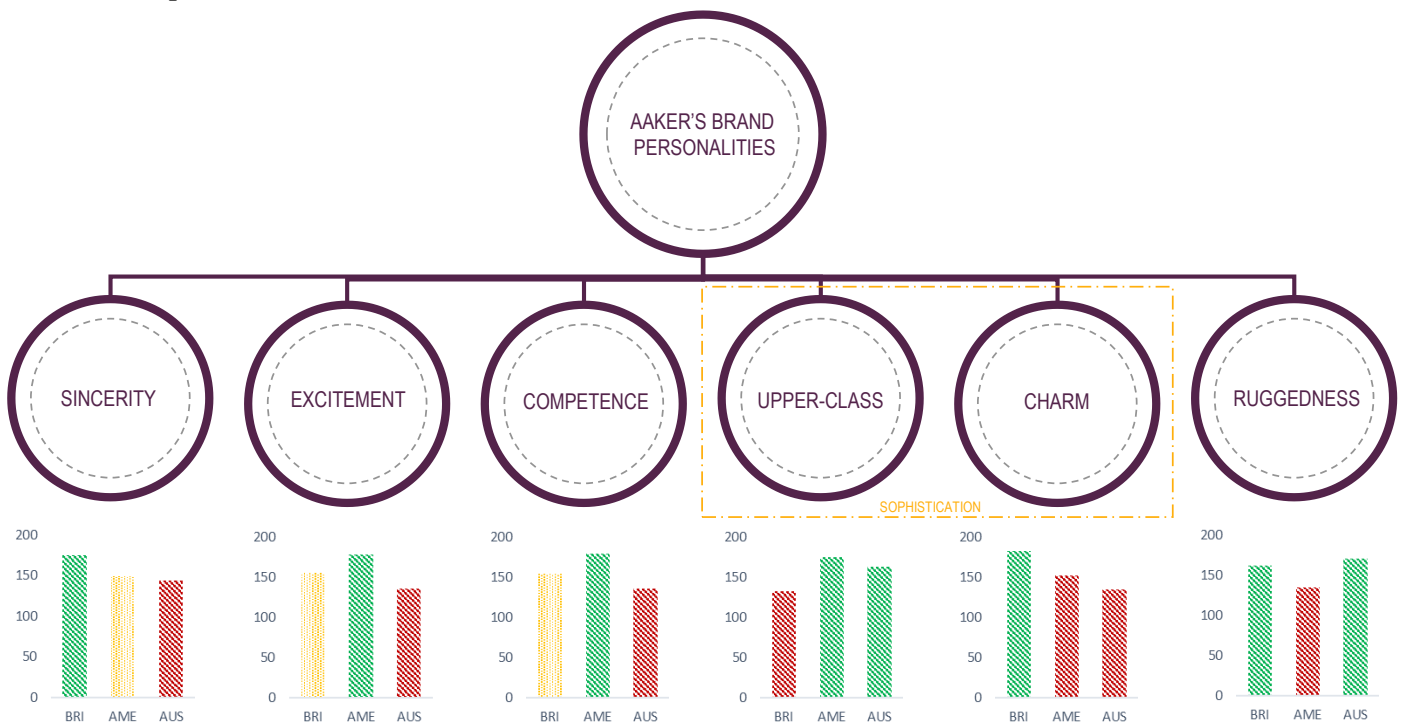 AAKER'S BRAND
PERSONALITIES
SINCERITY
EXCITEMENT
COMPETENCE
UPPER-CLASS
CHARM
RUGGEDNESS
SOPHISTICATION
200
150
100
50
0
BRI AME AUS
200
150
100
50
0
BRI AME AUS
200
150
100
50
0
BRI AME AUS
200
150
100
50
0
BRI AME AUS
200
150
100
50
0
BRI AME AUS
200
150
100
50
0
BRI AME AUS